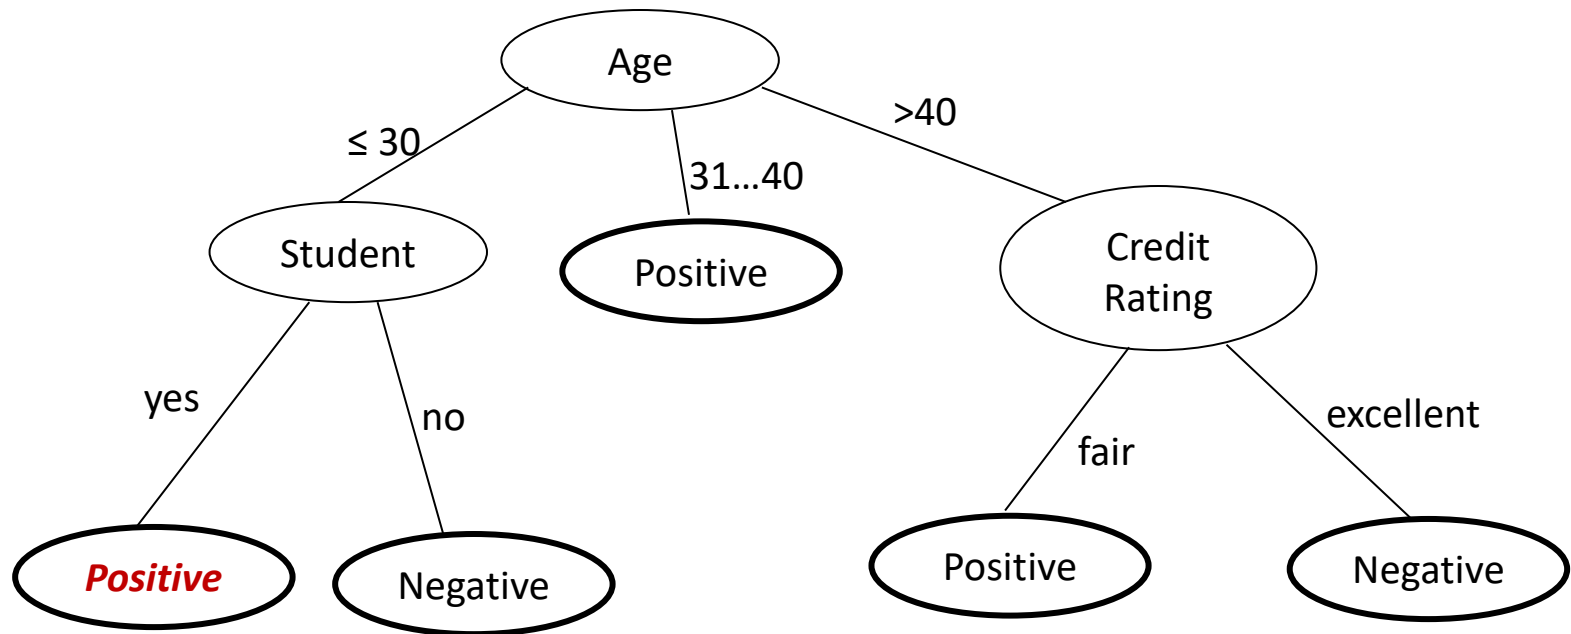 Age
≤ 30
31...40
>40
Student
Positive
Credit
Rating
yes
no
fair
excellent
Positive
Negative
Positive
Negative